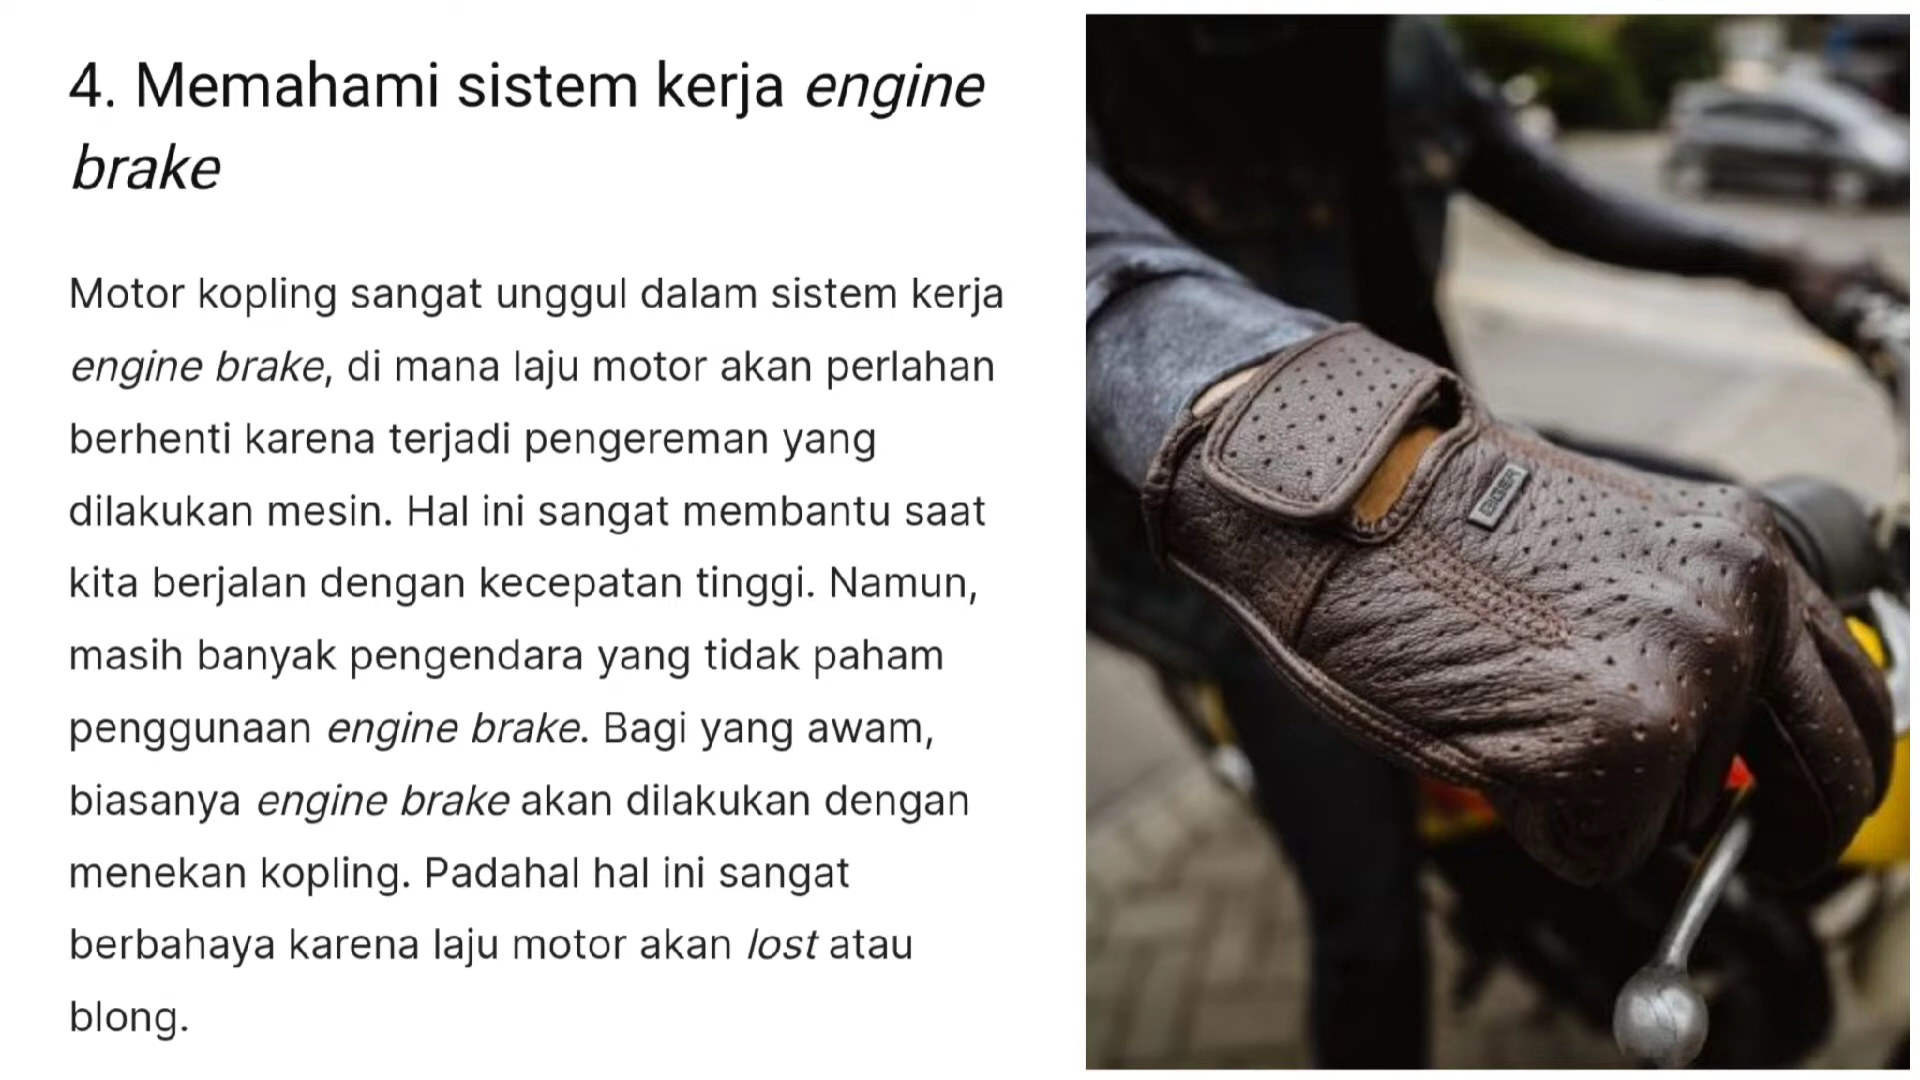 4. Memahami sistem kerja engine
brake
Motor kopling sangat unggul dalam sistem kerja
engine brake, di mana laju motor akan perlahan
berhenti karena terjadi pengereman yang
dilakukan mesin. Hal ini sangat membantu saat
kita berjalan dengan kecepatan tinggi. Namun,
masih banyak pengendara yang tidak paham
penggunaan engine brake. Bagi yang awam,
biasanya engine brake akan dilakukan dengan
menekan kopling. Padahal hal ini sangat
berbahaya karena laju motor akan lost atau
blong.